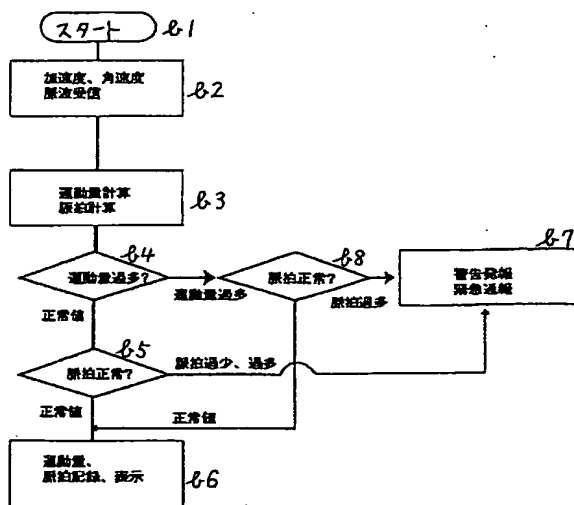 スタート b1
加速度、角速度
脈波受信
b2
運動量計算
脈拍計算
b3
b4
運動量過多?
運動量過多
b8
脈拍正常?
脈拍過多
b7
警告発報
緊急通報
正常値
b5
脈拍正常?
脈拍過少、過多
正常値
正常値
運動量、
脈拍記録、表示
b6